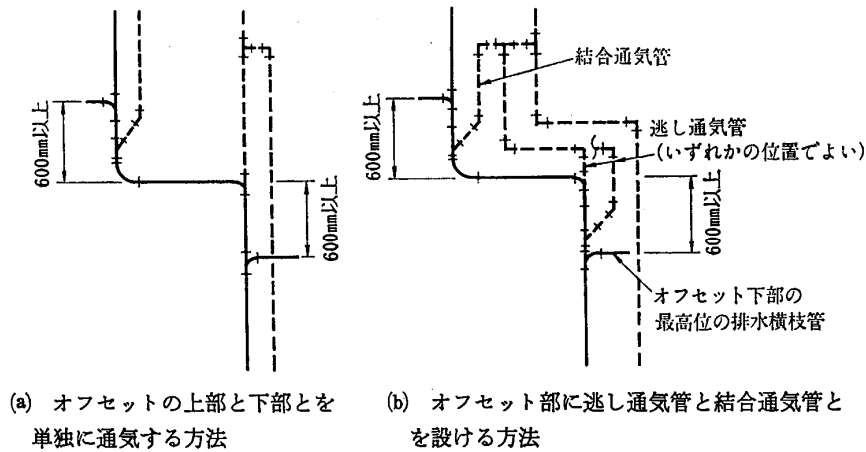 結合通気管
600mm以上
600mm以上
逃し通気管
(いずれかの位置でよい)
600mm以上
600mm以上
オフセット下部の
最高位の排水横枝管
(a) オフセットの上部と下部とを
単独に通気する方法
(b) オフセット部に逃し通気管と結合通気管と
を設ける方法